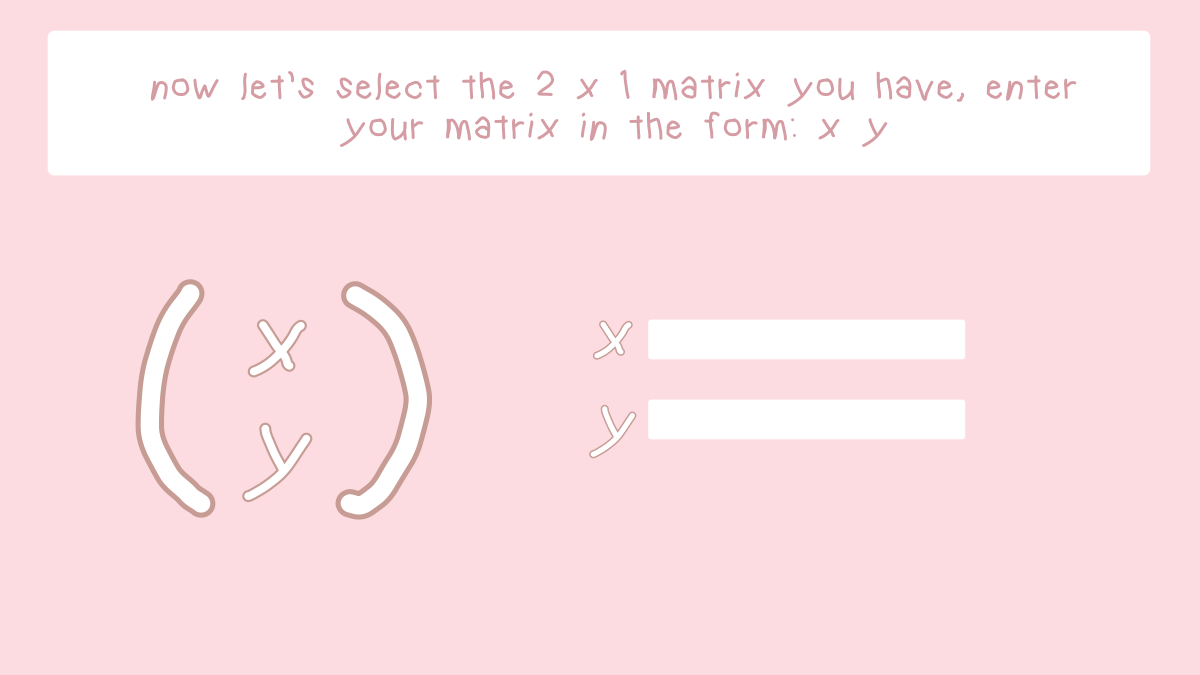 now let's select the 2 x 1 matrix you have, enter
your matrix in the form: x y
x
y
x
y